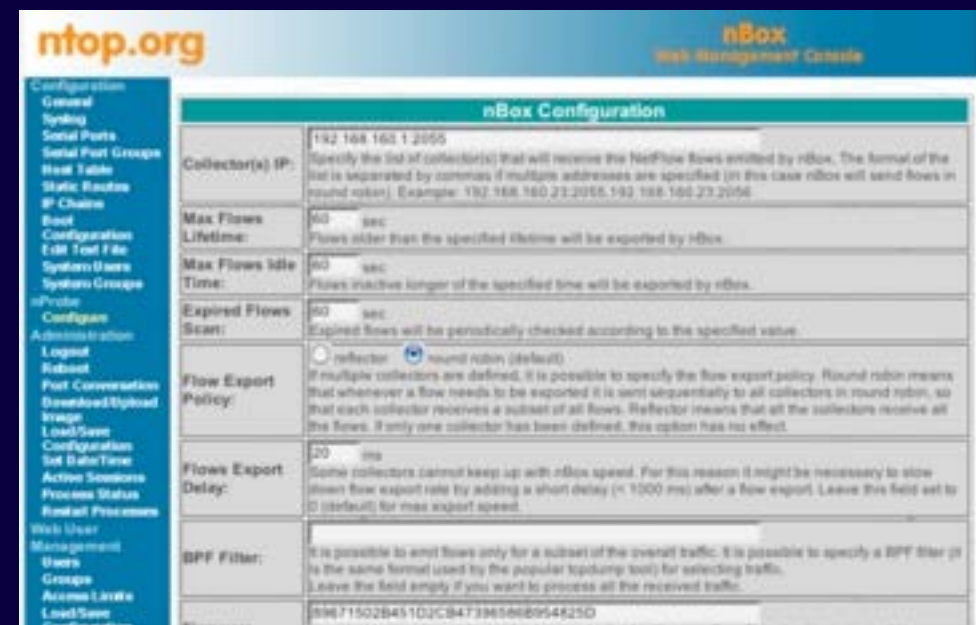 ntop.org
nBox
Web Management Console
Configuration
General
Syslog
Serial Ports
Serial Port Groups
Host Table
Static Routes
IP Chains
Boot
Configuration
Edit Text File
System Users
System Groups
nProbe
Configure
Administration
Logout
Reboot
Port Conversation
Download/Upload
Image
Load/Save
Configuration
Set Date/Time
Active Sessions
Process Status
Restart Processes
Web User
Management
Users
Groups
Access Limits
Load/Save
nBox Configuration
Collector(s) IP:
192.168.160.1:2055
Specify the list of collector(s) that will receive the NetFlow flows emitted by nBox. The format of the
list is separated by commas if multiple addresses are specified (in this case nBox will send flows in
round robin). Example: 192.168.160.23:2055,192.168.160.23:2056
Max Flows
Lifetime:
60 sec
Flows older than the specified lifetime will be exported by nBox.
Max Flows Idle
Time:
60 sec
Flows inactive longer of the specified time will be exported by nBox.
Expired Flows
Scan:
60 sec
Expired flows will be periodically checked according to the specified value.
Flow Export
Policy:
reflector round robin (default)
If multiple collectors are defined, it is possible to specify the flow export policy. Round robin means
that whenever a flow needs to be exported it is sent sequentially to all collectors in round robin, so
that each collector receives a subset of all flows. Reflector means that all the collectors receive all
the flows. If only one collector has been defined, this option has no effect.
Flows Export
Delay:
20 ms
Some collectors cannot keep up with nBox speed. For this reason it might be necessary to slow
down flow export rate by adding a short delay (< 1000 ms) after a flow export. Leave this field set to
0 (default) for max export speed.
BPF Filter:
It is possible to emit flows only for a subset of the overall traffic. It is possible to specify a BPF filter (it
is the same format used by the popular tcpdump tool) for selecting traffic.
Leave the field empty if you want to process all the received traffic.